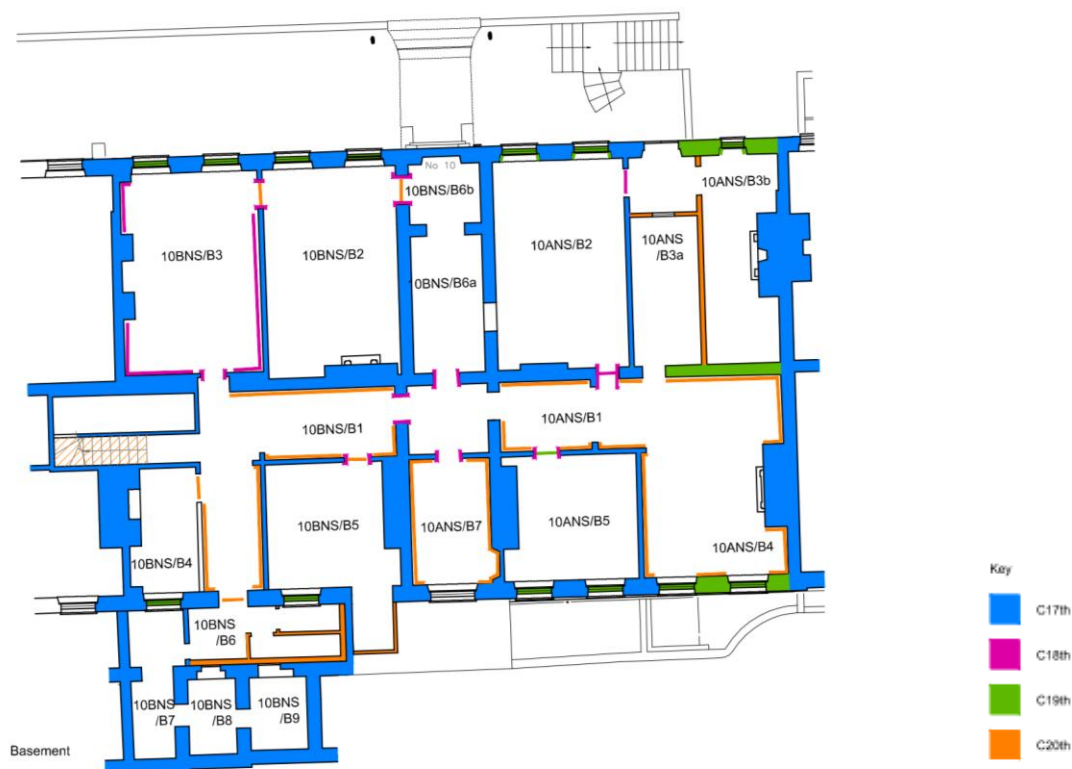 No 10
10BNS/B6b
10ANS/B3b
10BNS/B3
10BNS/B2
10ANS/B2
10ANS
/B3a
0BNS/B6a
10BNS/B1
10ANS/B1
10BNS/B5
10ANS/B7
10ANS/B5
10ANS/B4
10BNS/B4
10BNS
/B6
10BNS
/B7
10BNS
/B8
10BNS
/B9
Basement
Key
C17th
C18th
C19th
C20th